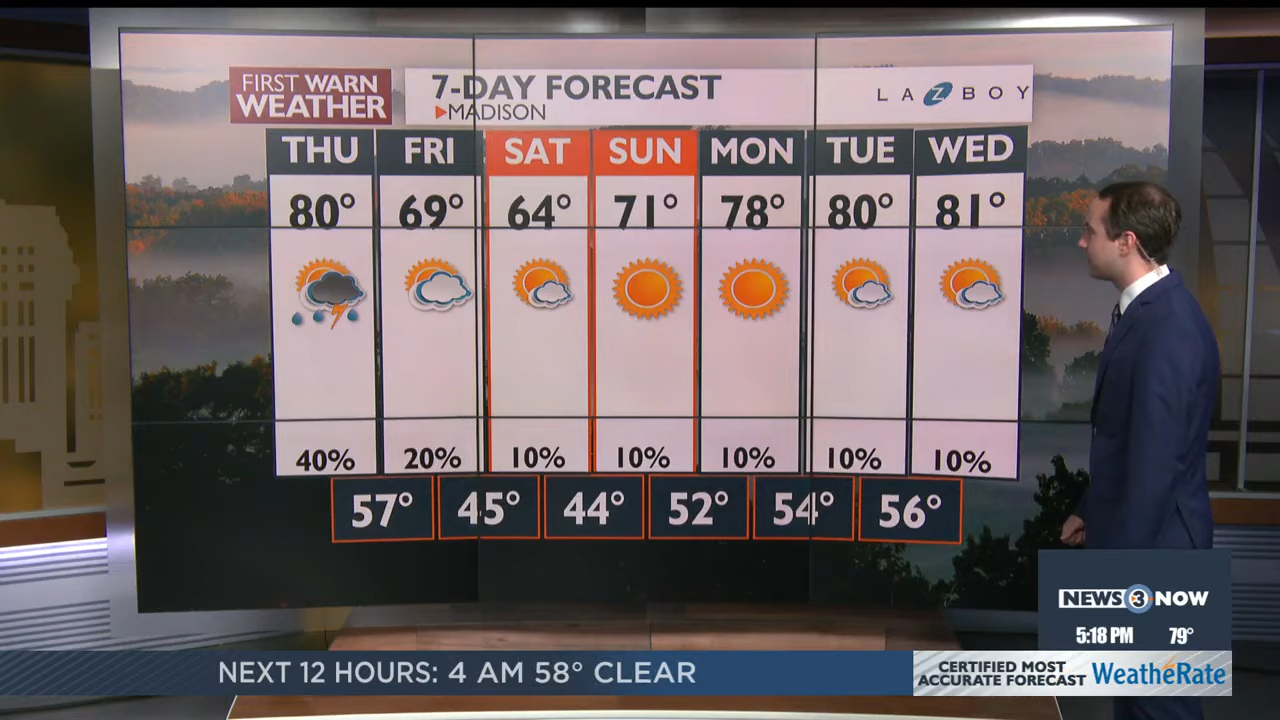 FIRST WARN
WEATHER
7-DAY FORECAST
MADISON
LA Z BOY
THU FRI SAT SUN MON TUE WED
80° 69° 64° 71° 78° 80° 81°
40% 20% 10% 10% 10% 10% 10%
57° 45° 44° 52° 54° 56°
NEWS 3 NOW
5:18 PM 79°
NEXT 12 HOURS: 4 AM 58° CLEAR
CERTIFIED MOST
ACCURATE FORECAST
WeatheRate